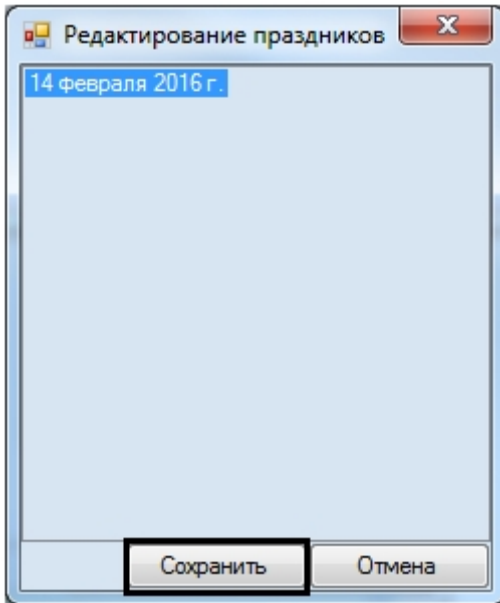 Редактирование праздников
14 февраля 2016 г.
Сохранить
Отмена